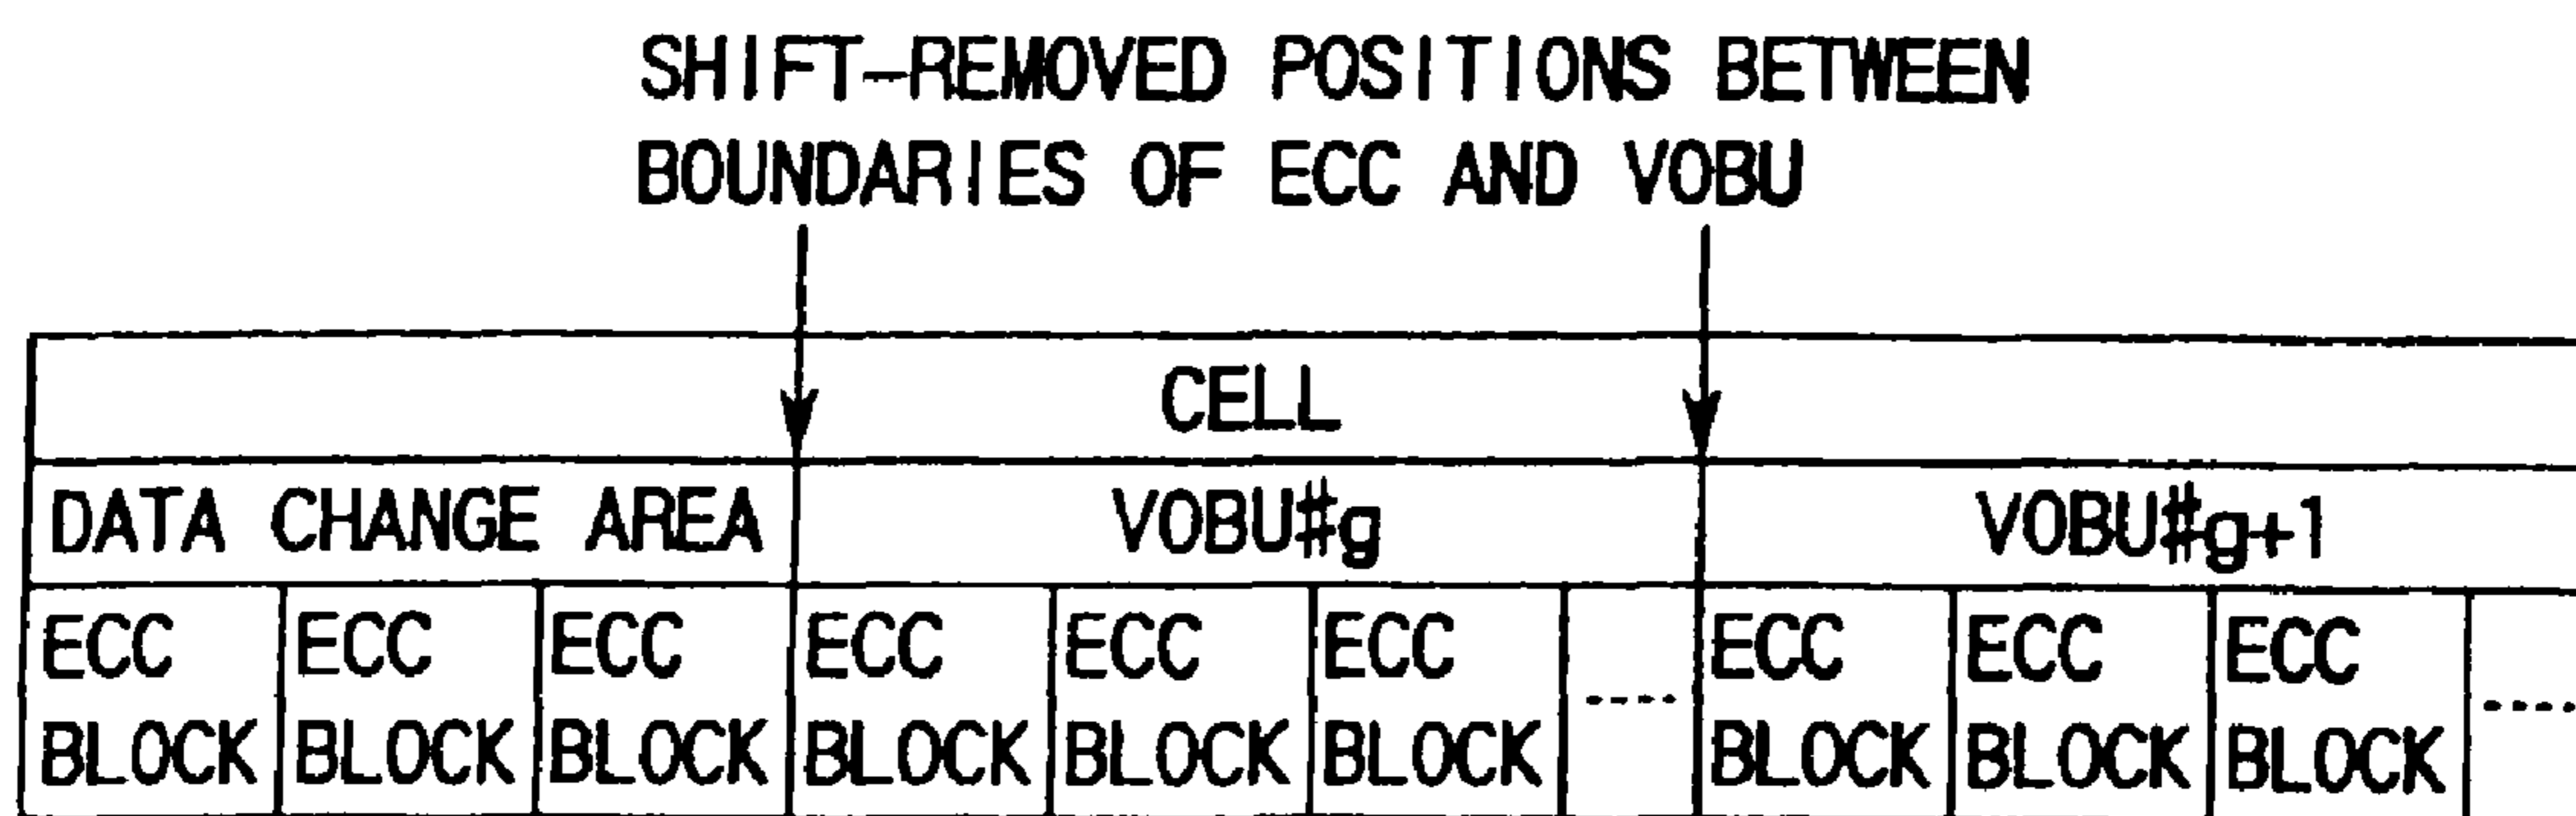 SHIFT-REMOVED POSITIONS BETWEEN
BOUNDARIES OF ECC AND VOBU
CELL
DATA CHANGE AREA VOBU#g VOBU#g+1
ECC ECC ECC ECC ECC ECC ECC ECC ECC
BLOCK BLOCK BLOCK BLOCK BLOCK BLOCK ---- BLOCK BLOCK BLOCK ----